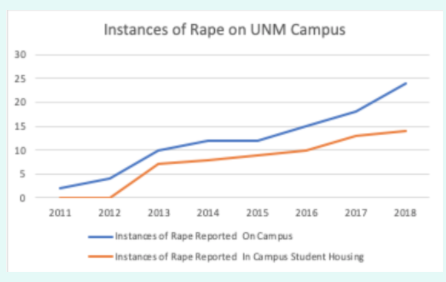 Instances of Rape on UNM Campus
30
25
20
15
10
5
0
2011 2012 2013 2014 2015 2016 2017 2018
Instances of Rape Reported On Campus
Instances of Rape Reported In Campus Student Housing